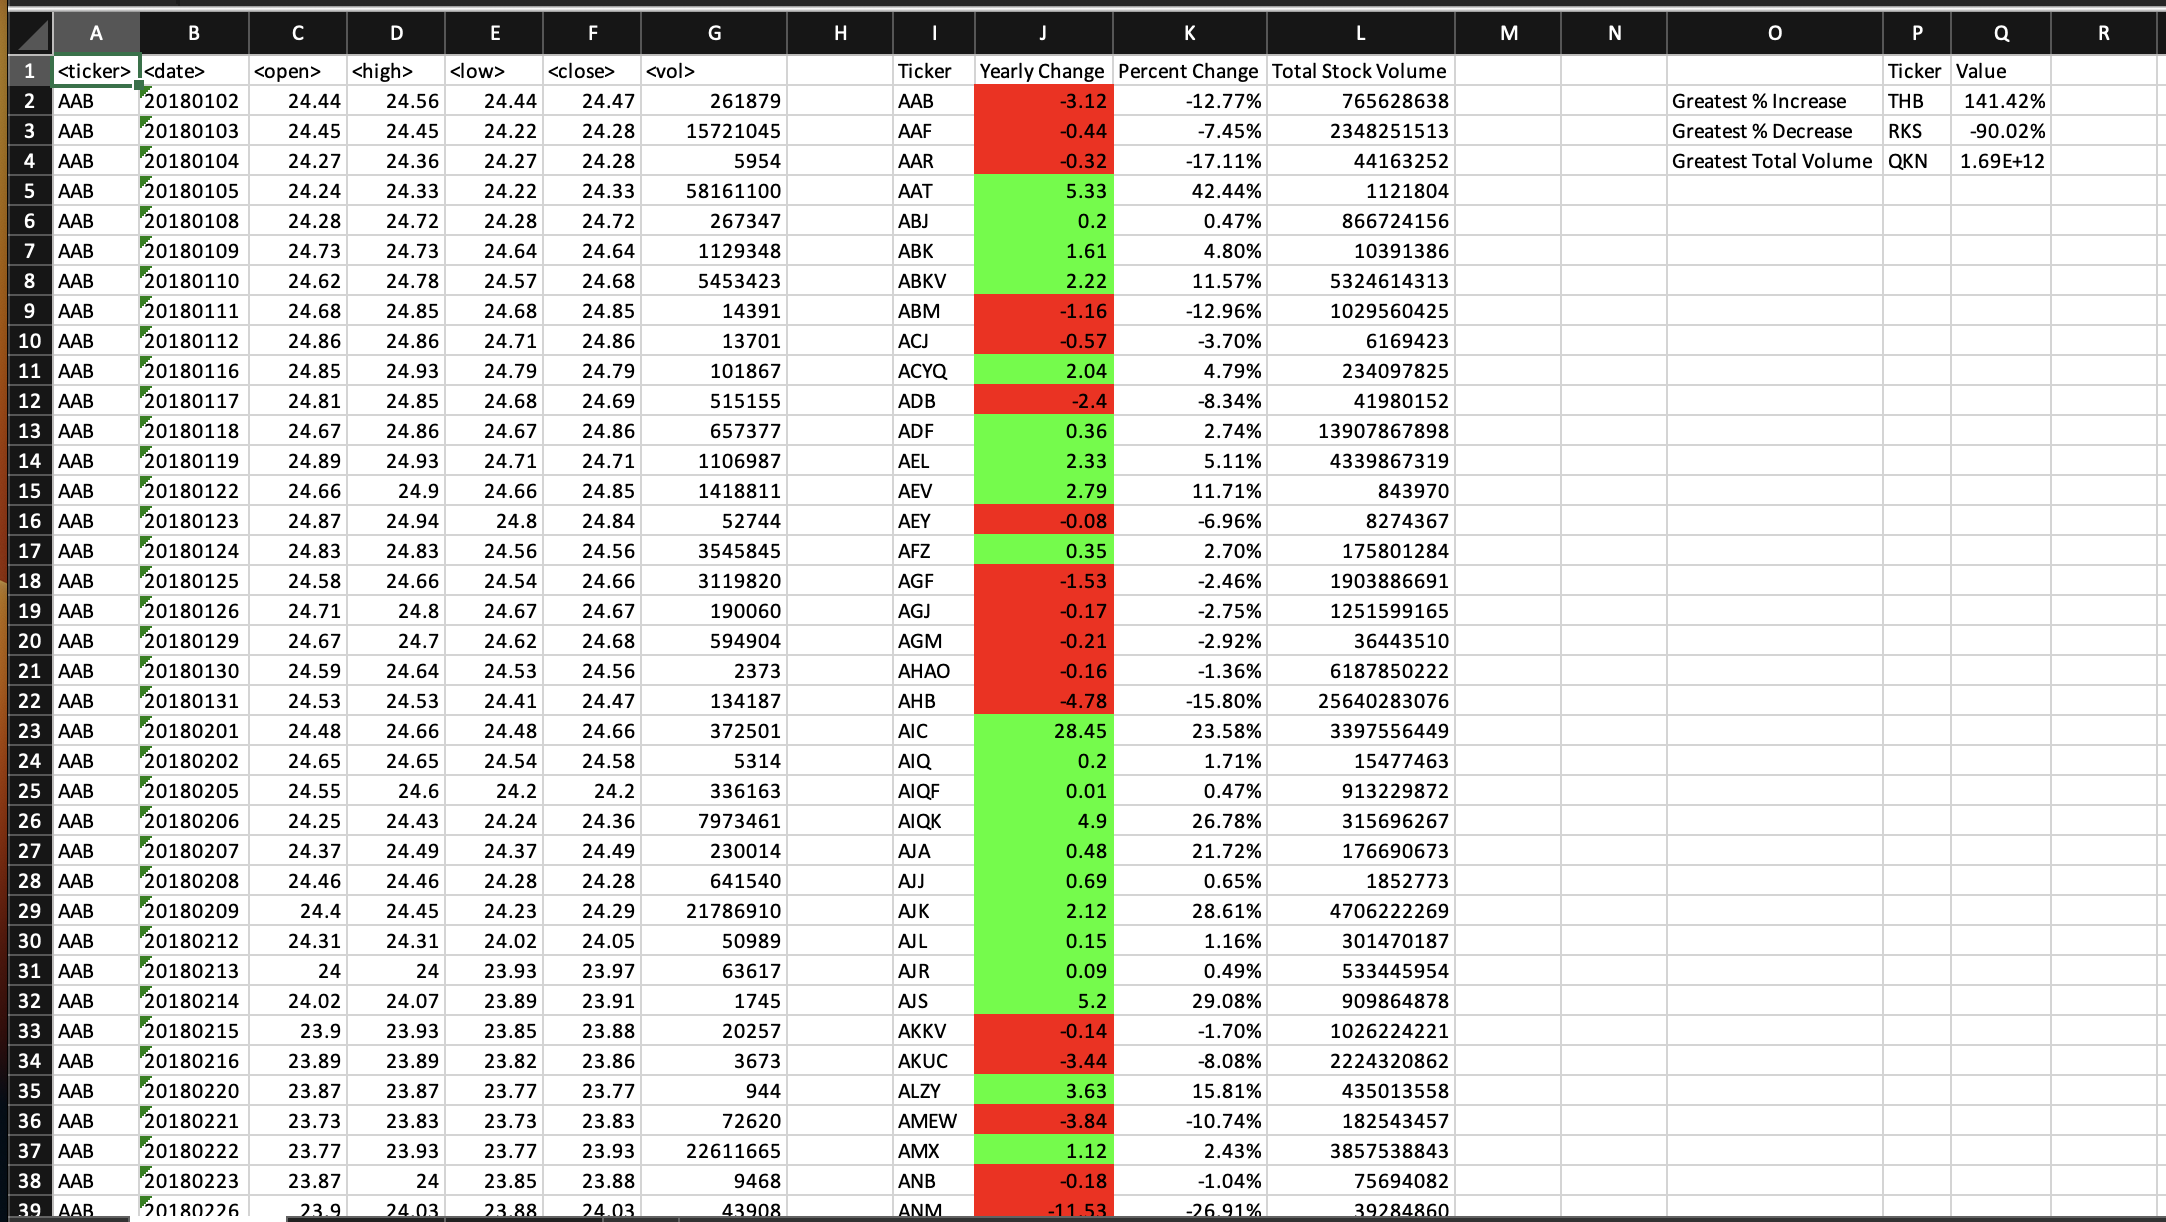 A B C D E F G H I J K L M N O P Q R
1 <ticker> <date> <open> <high> <low> <close> <vol> Ticker Yearly Change Percent Change Total Stock Volume Ticker Value
2 AAB 20180102 24.44 24.56 24.44 24.47 261879 AAB -3.12 -12.77% 765628638 Greatest % Increase THB 141.42%
3 AAB 20180103 24.45 24.45 24.22 24.28 15721045 AAF -0.44 -7.45% 2348251513 Greatest % Decrease RKS -90.02%
4 AAB 20180104 24.27 24.36 24.27 24.28 5954 AAR -0.32 -17.11% 44163252 Greatest Total Volume QKN 1.69E+12
5 AAB 20180105 24.24 24.33 24.22 24.33 58161100 AAT 5.33 42.44% 1121804
6 AAB 20180108 24.28 24.72 24.28 24.72 267347 ABJ 0.2 0.47% 866724156
7 AAB 20180109 24.73 24.73 24.64 24.64 1129348 ABK 1.61 4.80% 10391386
8 AAB 20180110 24.62 24.78 24.57 24.68 5453423 ABKV 2.22 11.57% 5324614313
9 AAB 20180111 24.68 24.85 24.68 24.85 14391 ABM -1.16 -12.96% 1029560425
10 AAB 20180112 24.86 24.86 24.71 24.86 13701 ACJ -0.57 -3.70% 6169423
11 AAB 20180116 24.85 24.93 24.79 24.79 101867 ACYQ 2.04 4.79% 234097825
12 AAB 20180117 24.81 24.85 24.68 24.69 515155 ADB -2.4 -8.34% 41980152
13 AAB 20180118 24.67 24.86 24.67 24.86 657377 ADF 0.36 2.74% 13907867898
14 AAB 20180119 24.89 24.93 24.71 24.71 1106987 AEL 2.33 5.11% 4339867319
15 AAB 20180122 24.66 24.9 24.66 24.85 1418811 AEV 2.79 11.71% 843970
16 AAB 20180123 24.87 24.94 24.8 24.84 52744 AEY -0.08 -6.96% 8274367
17 AAB 20180124 24.83 24.83 24.56 24.56 3545845 AFZ 0.35 2.70% 175801284
18 AAB 20180125 24.58 24.66 24.54 24.66 3119820 AGF -1.53 -2.46% 1903886691
19 AAB 20180126 24.71 24.8 24.67 24.67 190060 AGJ -0.17 -2.75% 1251599165
20 AAB 20180129 24.67 24.7 24.62 24.68 594904 AGM -0.21 -2.92% 36443510
21 AAB 20180130 24.59 24.64 24.53 24.56 2373 AHAO -0.16 -1.36% 6187850222
22 AAB 20180131 24.53 24.53 24.41 24.47 134187 AHB -4.78 -15.80% 25640283076
23 AAB 20180201 24.48 24.66 24.48 24.66 372501 AIC 28.45 23.58% 3397556449
24 AAB 20180202 24.65 24.65 24.54 24.58 5314 AIQ 0.2 1.71% 15477463
25 AAB 20180205 24.55 24.6 24.2 24.2 336163 AIQF 0.01 0.47% 913229872
26 AAB 20180206 24.25 24.43 24.24 24.36 7973461 AIQK 4.9 26.78% 315696267
27 AAB 20180207 24.37 24.49 24.37 24.49 230014 AJA 0.48 21.72% 176690673
28 AAB 20180208 24.46 24.46 24.28 24.28 641540 AJJ 0.69 0.65% 1852773
29 AAB 20180209 24.4 24.45 24.23 24.29 21786910 AJK 2.12 28.61% 4706222269
30 AAB 20180212 24.31 24.31 24.02 24.05 50989 AJL 0.15 1.16% 301470187
31 AAB 20180213 24 24 23.93 23.97 63617 AJR 0.09 0.49% 533445954
32 AAB 20180214 24.02 24.07 23.89 23.91 1745 AJS 5.2 29.08% 909864878
33 AAB 20180215 23.9 23.93 23.85 23.88 20257 AKKV -0.14 -1.70% 1026224221
34 AAB 20180216 23.89 23.89 23.82 23.86 3673 AKUC -3.44 -8.08% 2224320862
35 AAB 20180220 23.87 23.87 23.77 23.77 944 ALZY 3.63 15.81% 435013558
36 AAB 20180221 23.73 23.83 23.73 23.83 72620 AMEW -3.84 -10.74% 182543457
37 AAB 20180222 23.77 23.93 23.77 23.93 22611665 AMX 1.12 2.43% 3857538843
38 AAB 20180223 23.87 24 23.85 23.88 9468 ANB -0.18 -1.04% 75694082
39 AAB 20180226 23.9 24.03 23.88 24.03 43908 ANM -11.53 -26.91% 39284860